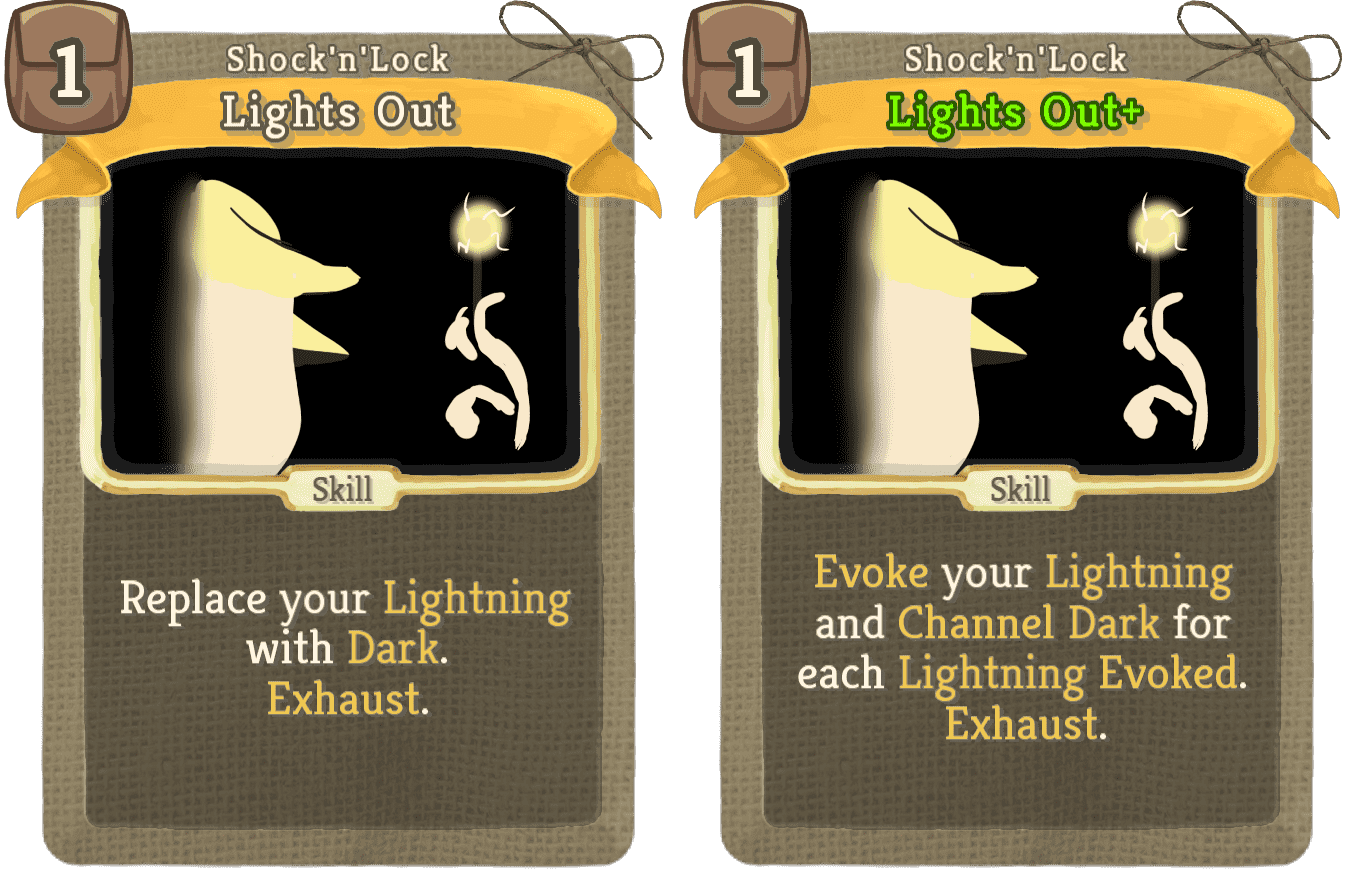 1
Shock'n'Lock
Lights Out
Skill
Replace your Lightning
with Dark.
Exhaust.
1
Shock'n'Lock
Lights Out+
Skill
Evoke your Lightning
and Channel Dark for
each Lightning Evoked.
Exhaust.